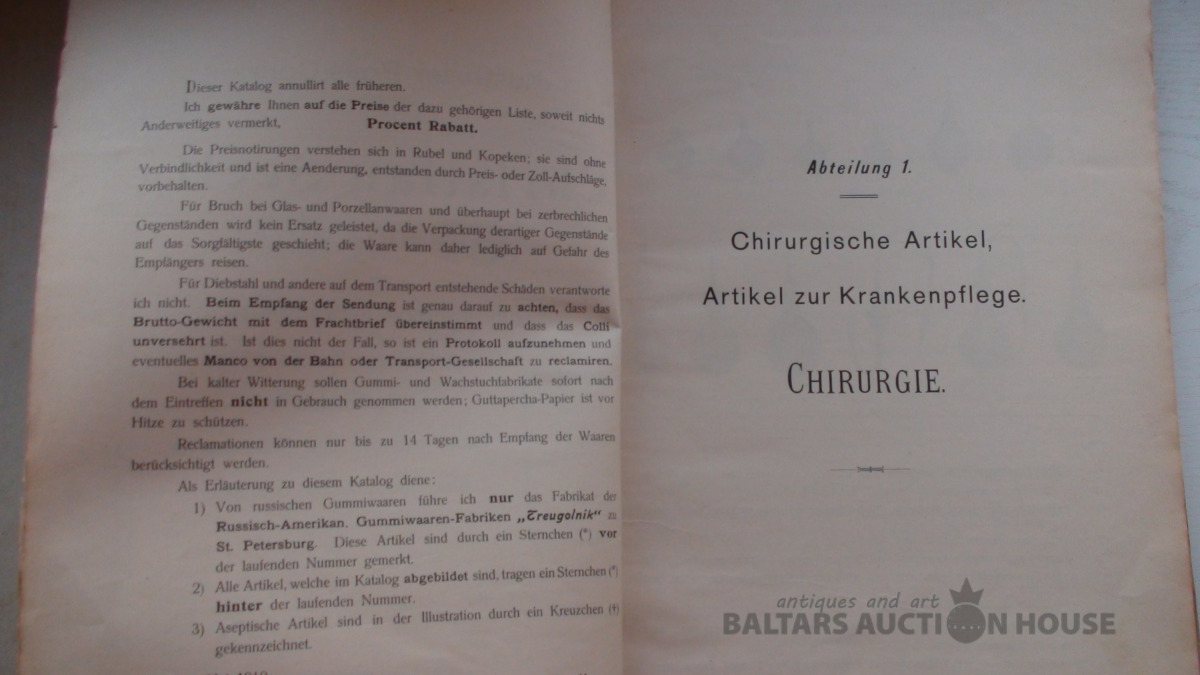 Dieser Katalog annullirt alle früheren.
Ich gewähre Ihnen auf die Preise der dazu gehörigen Liste, soweit nichts
Anderweitiges vermerkt, Procent Rabatt.
Die Preisnotirungen verstehen sich in Rubel und Kopeken; sie sind ohne
Verbindlichkeit und ist eine Aenderung, entstanden durch Preis- oder Zoll-Aufschläge,
vorbehalten.
Für Bruch bei Glas- und Porzellanwaaren und überhaupt bei zerbrechlichen
Gegenständen wird kein Ersatz geleistet, da die Verpackung derartiger Gegenstände
auf das Sorgfältigste geschieht; die Waare kann daher lediglich auf Gefahr des
Empfängers reisen.
Für Diebstahl und andere auf dem Transport entstehende Schäden verantworte
ich nicht. Beim Empfang der Sendung ist genau darauf zu achten, dass das
Brutto-Gewicht mit dem Frachtbrief übereinstimmt und dass das Colli
unversehrt ist. Ist dies nicht der Fall, so ist ein Protokoll aufzunehmen und
eventuelles Manco von der Bahn oder Transport-Gesellschaft zu reclamiren.
Bei kalter Witterung sollen Gummi- und Wachstuchfabrikate sofort nach
dem Eintreffen nicht in Gebrauch genommen werden; Guttapercha-Papier ist vor
Hitze zu schützen.
Reclamationen können nur bis zu 14 Tagen nach Empfang der Waaren
berücksichtigt werden.
Als Erläuterung zu diesem Katalog diene:
1) Von russischen Gummiwaaren führe ich nur das Fabrikat der
Russisch-Amerikan. Gummiwaaren-Fabriken „Treugolnik“ zu
St. Petersburg. Diese Artikel sind durch ein Sternchen (*) vor
der laufenden Nummer gemerkt.
2) Alle Artikel, welche im Katalog abgebildet sind, tragen ein Sternchen (*)
hinter der laufenden Nummer.
3) Aseptische Artikel sind in der Illustration durch ein Kreuzchen (†)
gekennzeichnet.
Abteilung 1.
Chirurgische Artikel,
Artikel zur Krankenpflege.
CHIRURGIE.
antiques and art
BALTARS AUCTION HOUSE